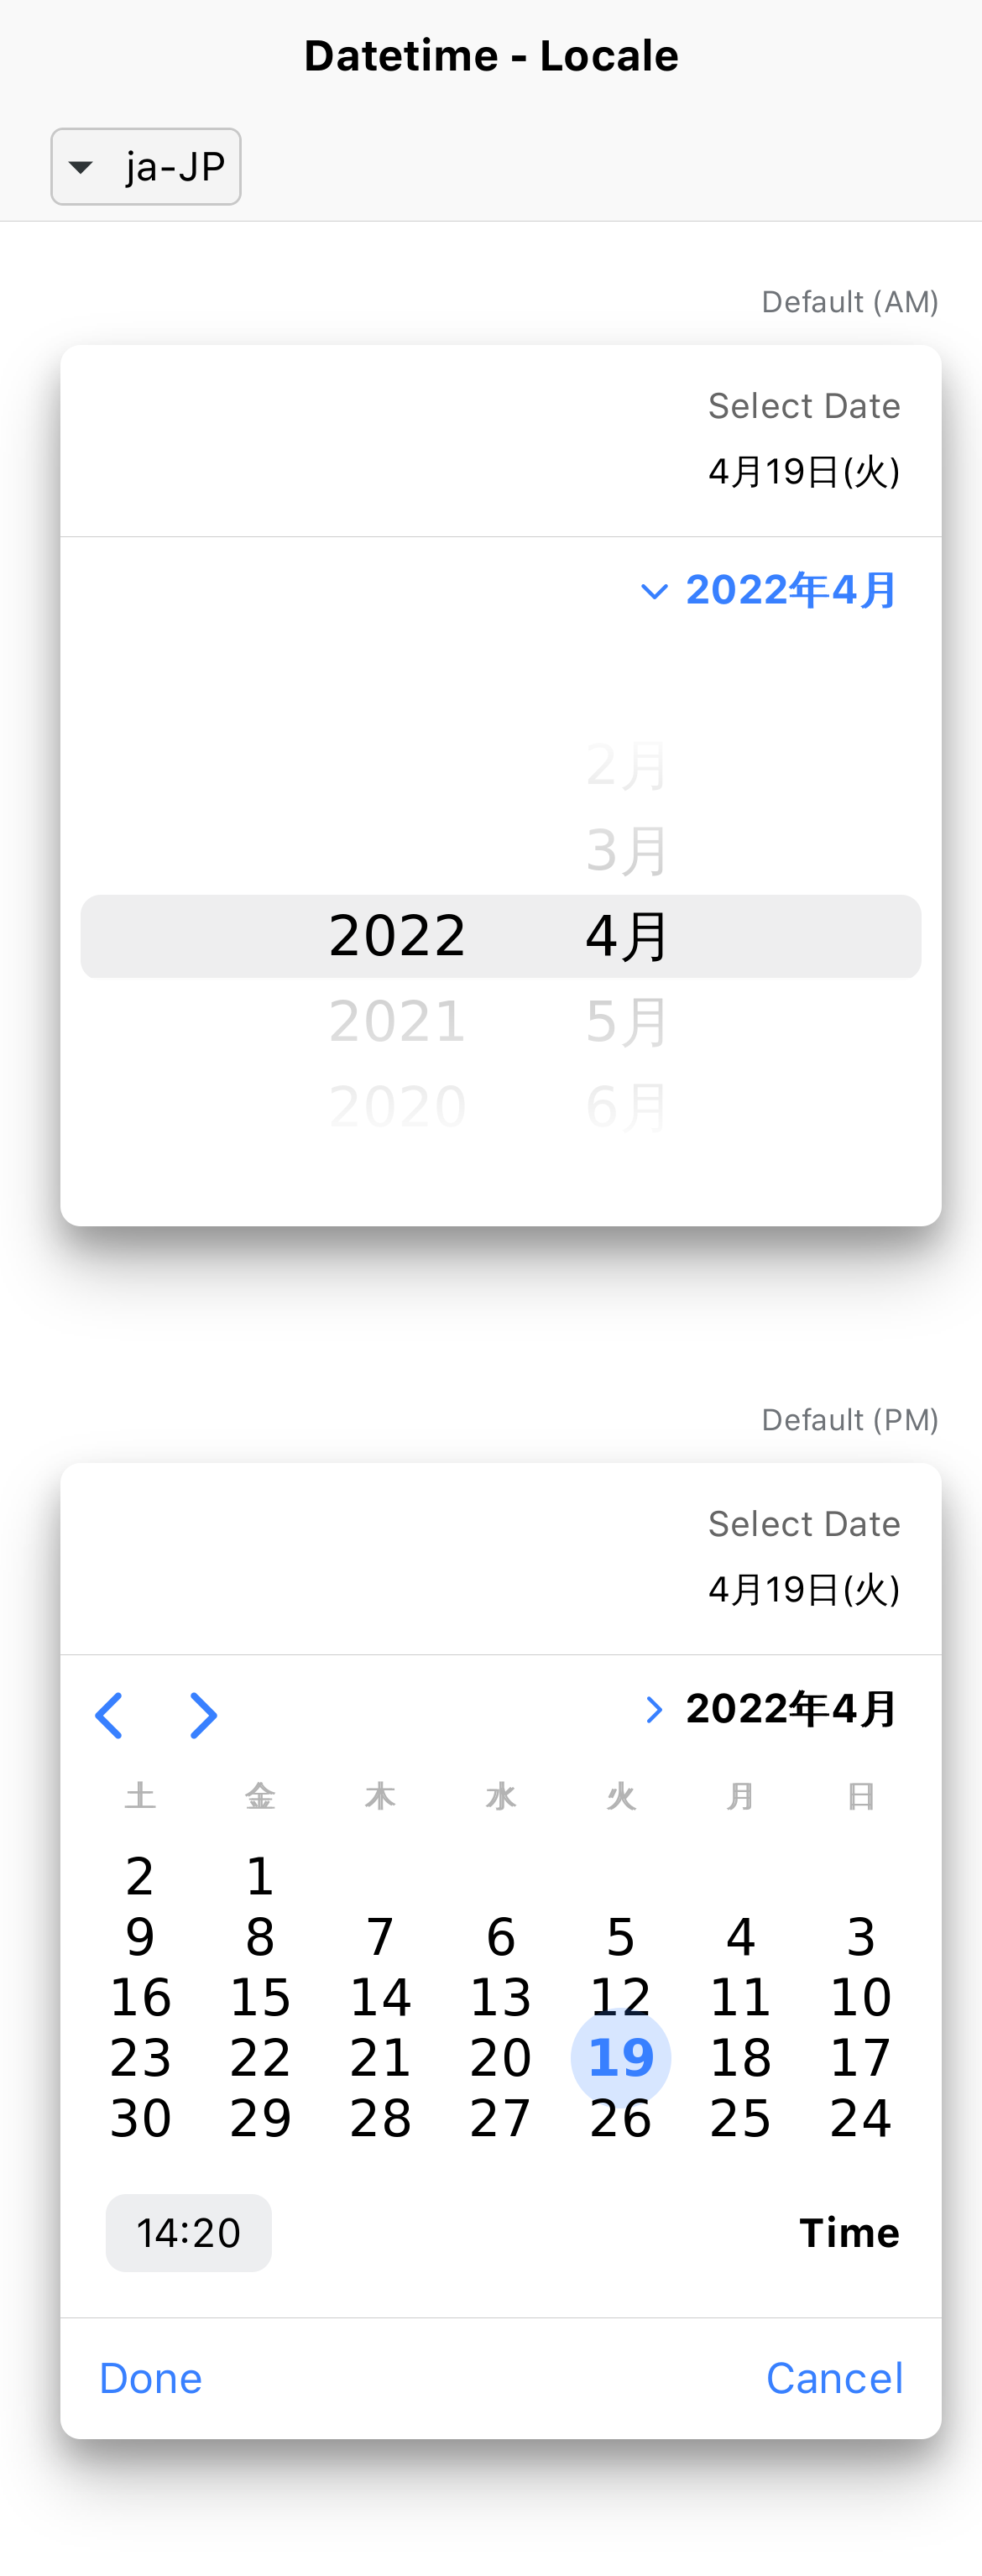 Datetime - Locale
ja-JP
Default (AM)
Select Date
4月19日(火)
2022年4月
2月
3月
2022 4月
2021 5月
2020 6月
Default (PM)
Select Date
4月19日(火)
2022年4月
土 金 木 水 火 月 日
2 1
9 8 7 6 5 4 3
16 15 14 13 12 11 10
23 22 21 20 19 18 17
30 29 28 27 26 25 24
14:20 Time
Done Cancel